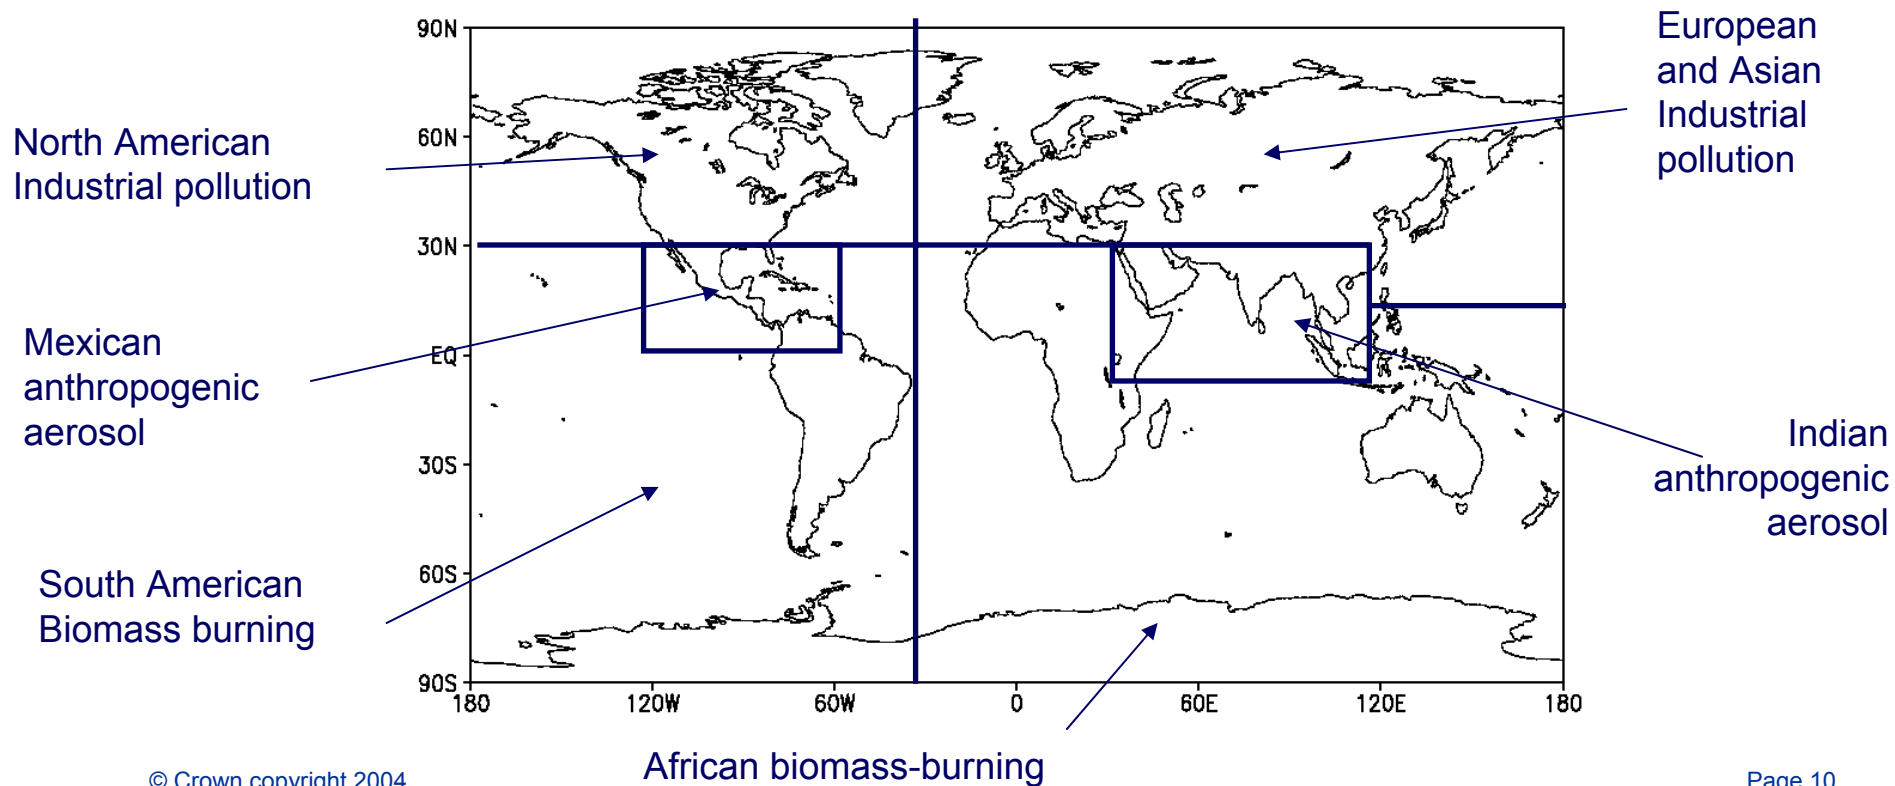 North American
Industrial pollution
Mexican
anthropogenic
aerosol
South American
Biomass burning
90N
60N
30N
EQ
30S
60S
90S
180
120W
60W
0
60E
120E
180
European
and Asian
Industrial
pollution
Indian
anthropogenic
aerosol
African biomass-burning
© Crown copyright 2004
Page 10